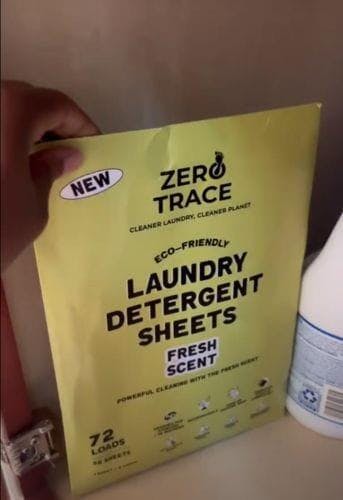 NEW
ZERO
TRACE
CLEANER LAUNDRY, CLEANER PLANET
ECO-FRIENDLY
LAUNDRY
DETERGENT
SHEETS
FRESH
SCENT
POWERFUL CLEANING WITH THE FRESH SCENT
72
LOADS